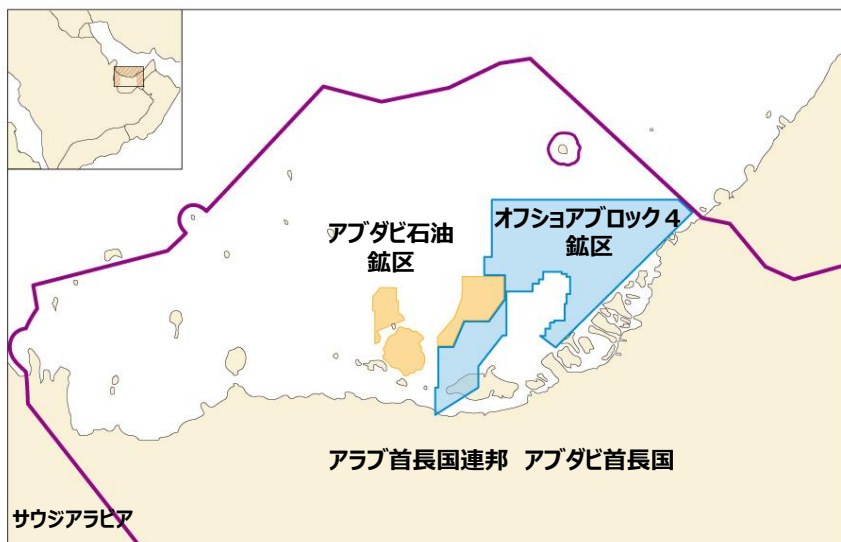 アブダビ石油
鉱区
オフショアブロック4
鉱区
アラブ首長国連邦 アブダビ首長国
サウジアラビア